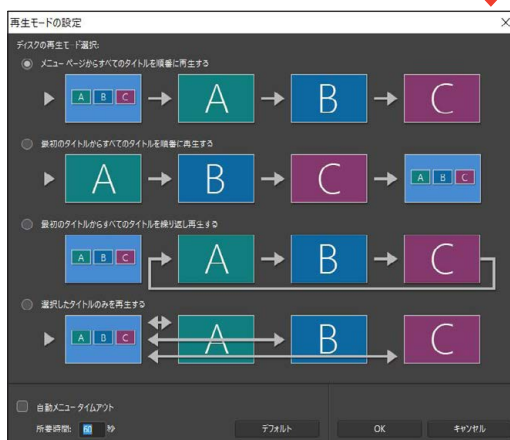 再生モードの設定
ディスクの再生モード選択:
メニュー ページからすべてのタイトルを順番に再生する
A B C A B C
最初のタイトルからすべてのタイトルを順番に再生する
A B C A B C
最初のタイトルからすべてのタイトルを繰り返し再生する
A B C A B C
選択したタイトルのみを再生する
A B C A B C
自動メニュー タイムアウト
所要時間: 60 秒 デフォルト OK キャンセル